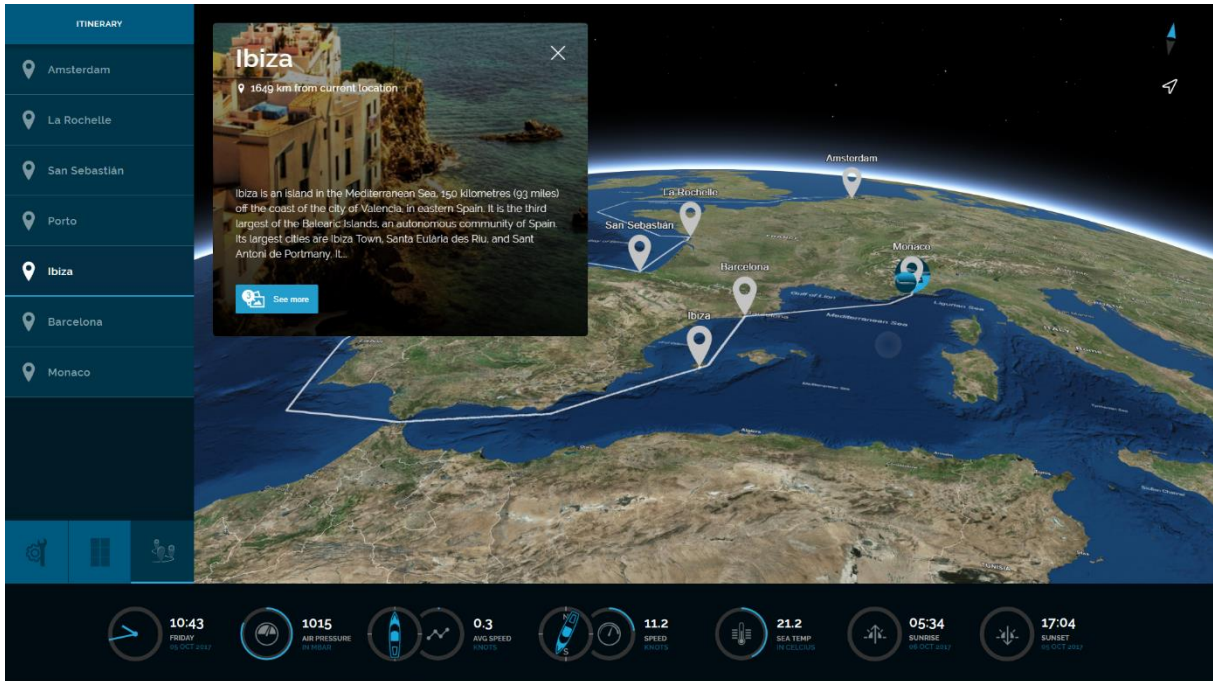 ITINERARY
Amsterdam
La Rochelle
San Sebastián
Porto
Ibiza
Barcelona
Monaco
Ibiza
1649 km from current location
Ibiza is an island in the Mediterranean Sea, 150 kilometres (93 miles)
off the coast of the city of Valencia, in eastern Spain. It is the third
largest of the Balearic Islands, an autonomous community of Spain.
Its largest cities are Ibiza Town, Santa Eulària des Riu, and Sant
Antoni de Portmany. It...
3
See more
Amsterdam
La Rochelle
San Sebastián
Monaco
Barcelona
Ibiza
Gulf of Lion
Mediterranean Sea
Ligurian Sea
N
S
10:43
FRIDAY
05 OCT 2017
1015
AIR PRESSURE
IN MBAR
0.3
AVG SPEED
KNOTS
11.2
SPEED
KNOTS
21.2
SEA TEMP
IN CELCIUS
05:34
SUNRISE
06 OCT 2017
17:04
SUNSET
05 OCT 2017